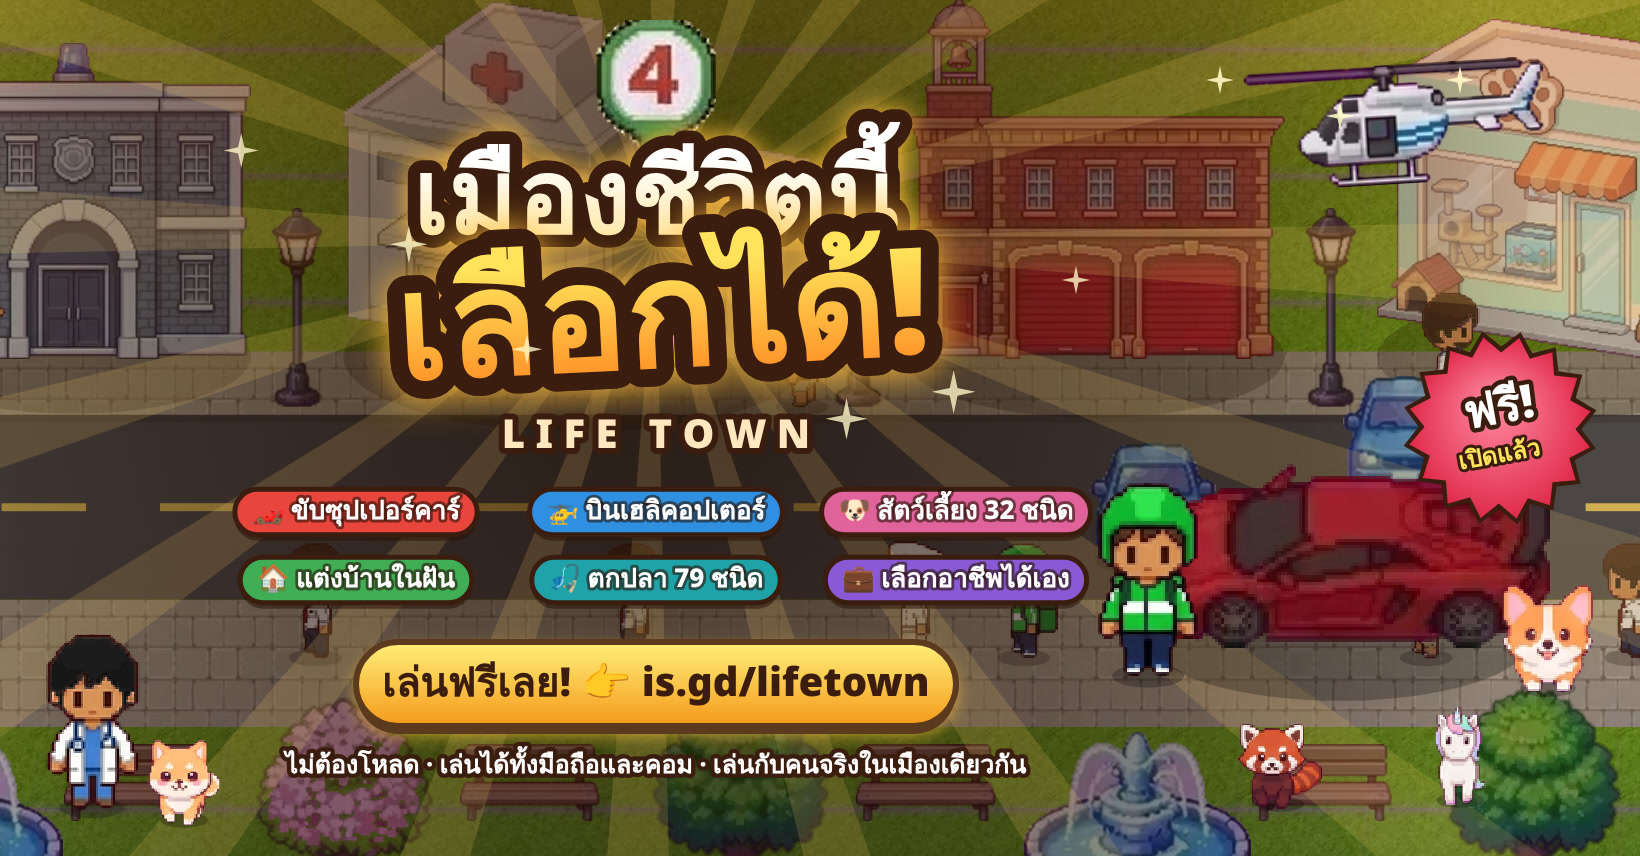 4
เมืองชีวิตนี้
เลือกได้!
LIFE TOWN
ฟรี!
เปิดแล้ว
ขับซุปเปอร์คาร์
บินเฮลิคอปเตอร์
สัตว์เลี้ยง 32 ชนิด
แต่งบ้านในฝัน
ตกปลา 79 ชนิด
เลือกอาชีพได้เอง
เล่นฟรีเลย! 👉 is.gd/lifetown
ไม่ต้องโหลด · เล่นได้ทั้งมือถือและคอม · เล่นกับคนจริงในเมืองเดียวกัน